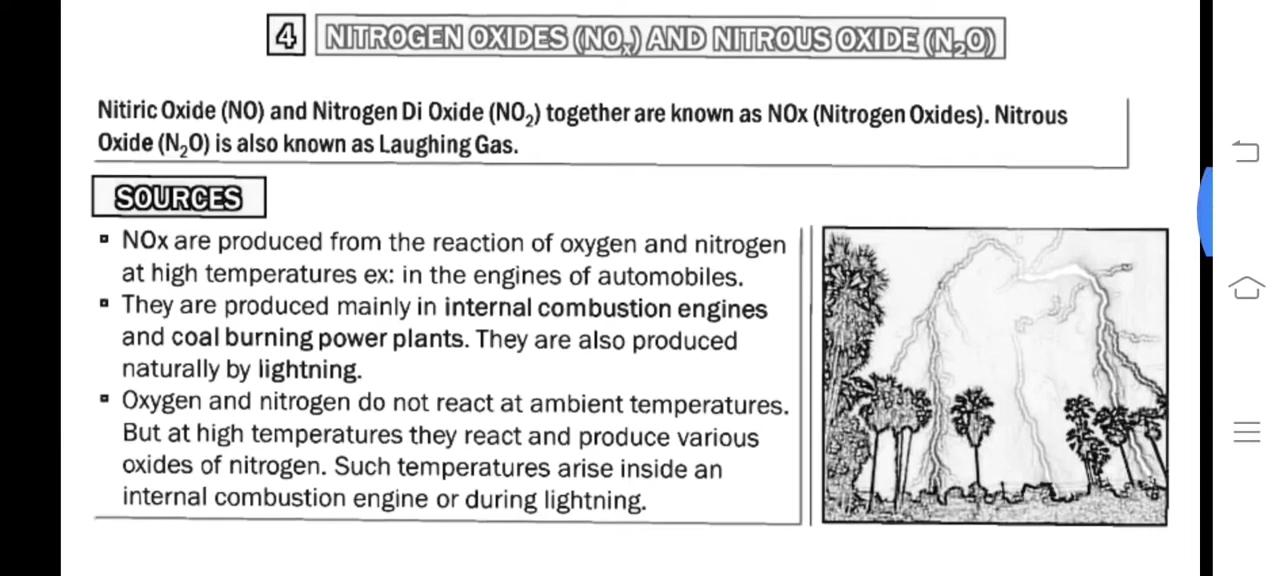 4 NITROGEN OXIDES (NOₓ) AND NITROUS OXIDE (N₂O)
Nitiric Oxide (NO) and Nitrogen Di Oxide (NO₂) together are known as NOx (Nitrogen Oxides). Nitrous
Oxide (N₂O) is also known as Laughing Gas.
SOURCES
▫ NOx are produced from the reaction of oxygen and nitrogen
at high temperatures ex: in the engines of automobiles.
▫ They are produced mainly in internal combustion engines
and coal burning power plants. They are also produced
naturally by lightning.
▫ Oxygen and nitrogen do not react at ambient temperatures.
But at high temperatures they react and produce various
oxides of nitrogen. Such temperatures arise inside an
internal combustion engine or during lightning.